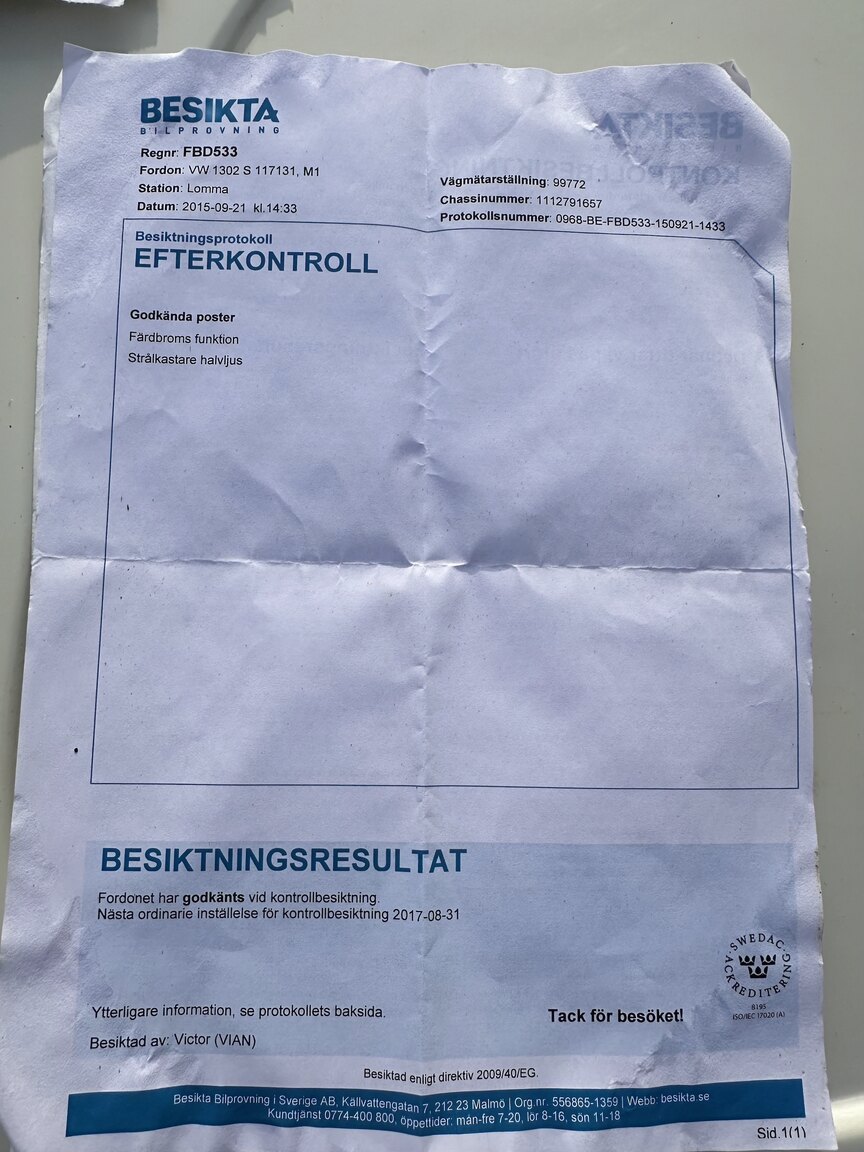 BESIKTA
BILPROVNING
Regnr: FBD533
Fordon: VW 1302 S 117131, M1
Station: Lomma
Datum: 2015-09-21 kl.14:33
Vägmätarställning: 99772
Chassinummer: 1112791657
Protokollsnummer: 0968-BE-FBD533-150921-1433
Besiktningsprotokoll
EFTERKONTROLL
Godkända poster
Färdbroms funktion
Strålkastare halvljus
BESIKTNINGSRESULTAT
Fordonet har godkänts vid kontrollbesiktning.
Nästa ordinarie inställelse för kontrollbesiktning 2017-08-31
SWEDAC ACKREDITERING
8195
ISO/IEC 17020 (A)
Ytterligare information, se protokollets baksida.
Tack för besöket!
Besiktad av: Victor (VIAN)
Besiktad enligt direktiv 2009/40/EG.
Besikta Bilprovning i Sverige AB, Källvattengatan 7, 212 23 Malmö | Org.nr. 556865-1359 | Webb: besikta.se
Kundtjänst 0774-400 800, öppettider: mån-fre 7-20, lör 8-16, sön 11-18
Sid.1(1)